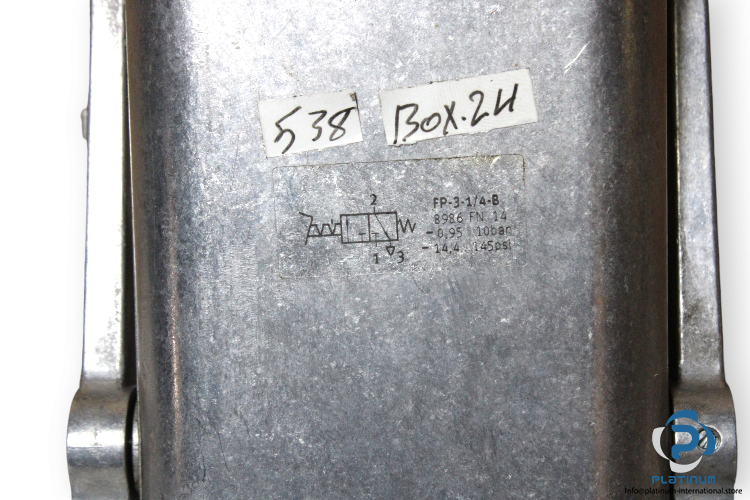 538
BOX.24
2
1 3
FP-3-1/4-B
8986 FN 14
-0,95...10bar
-14,4...145psi
PLATINUM
Info@platinum-international.store